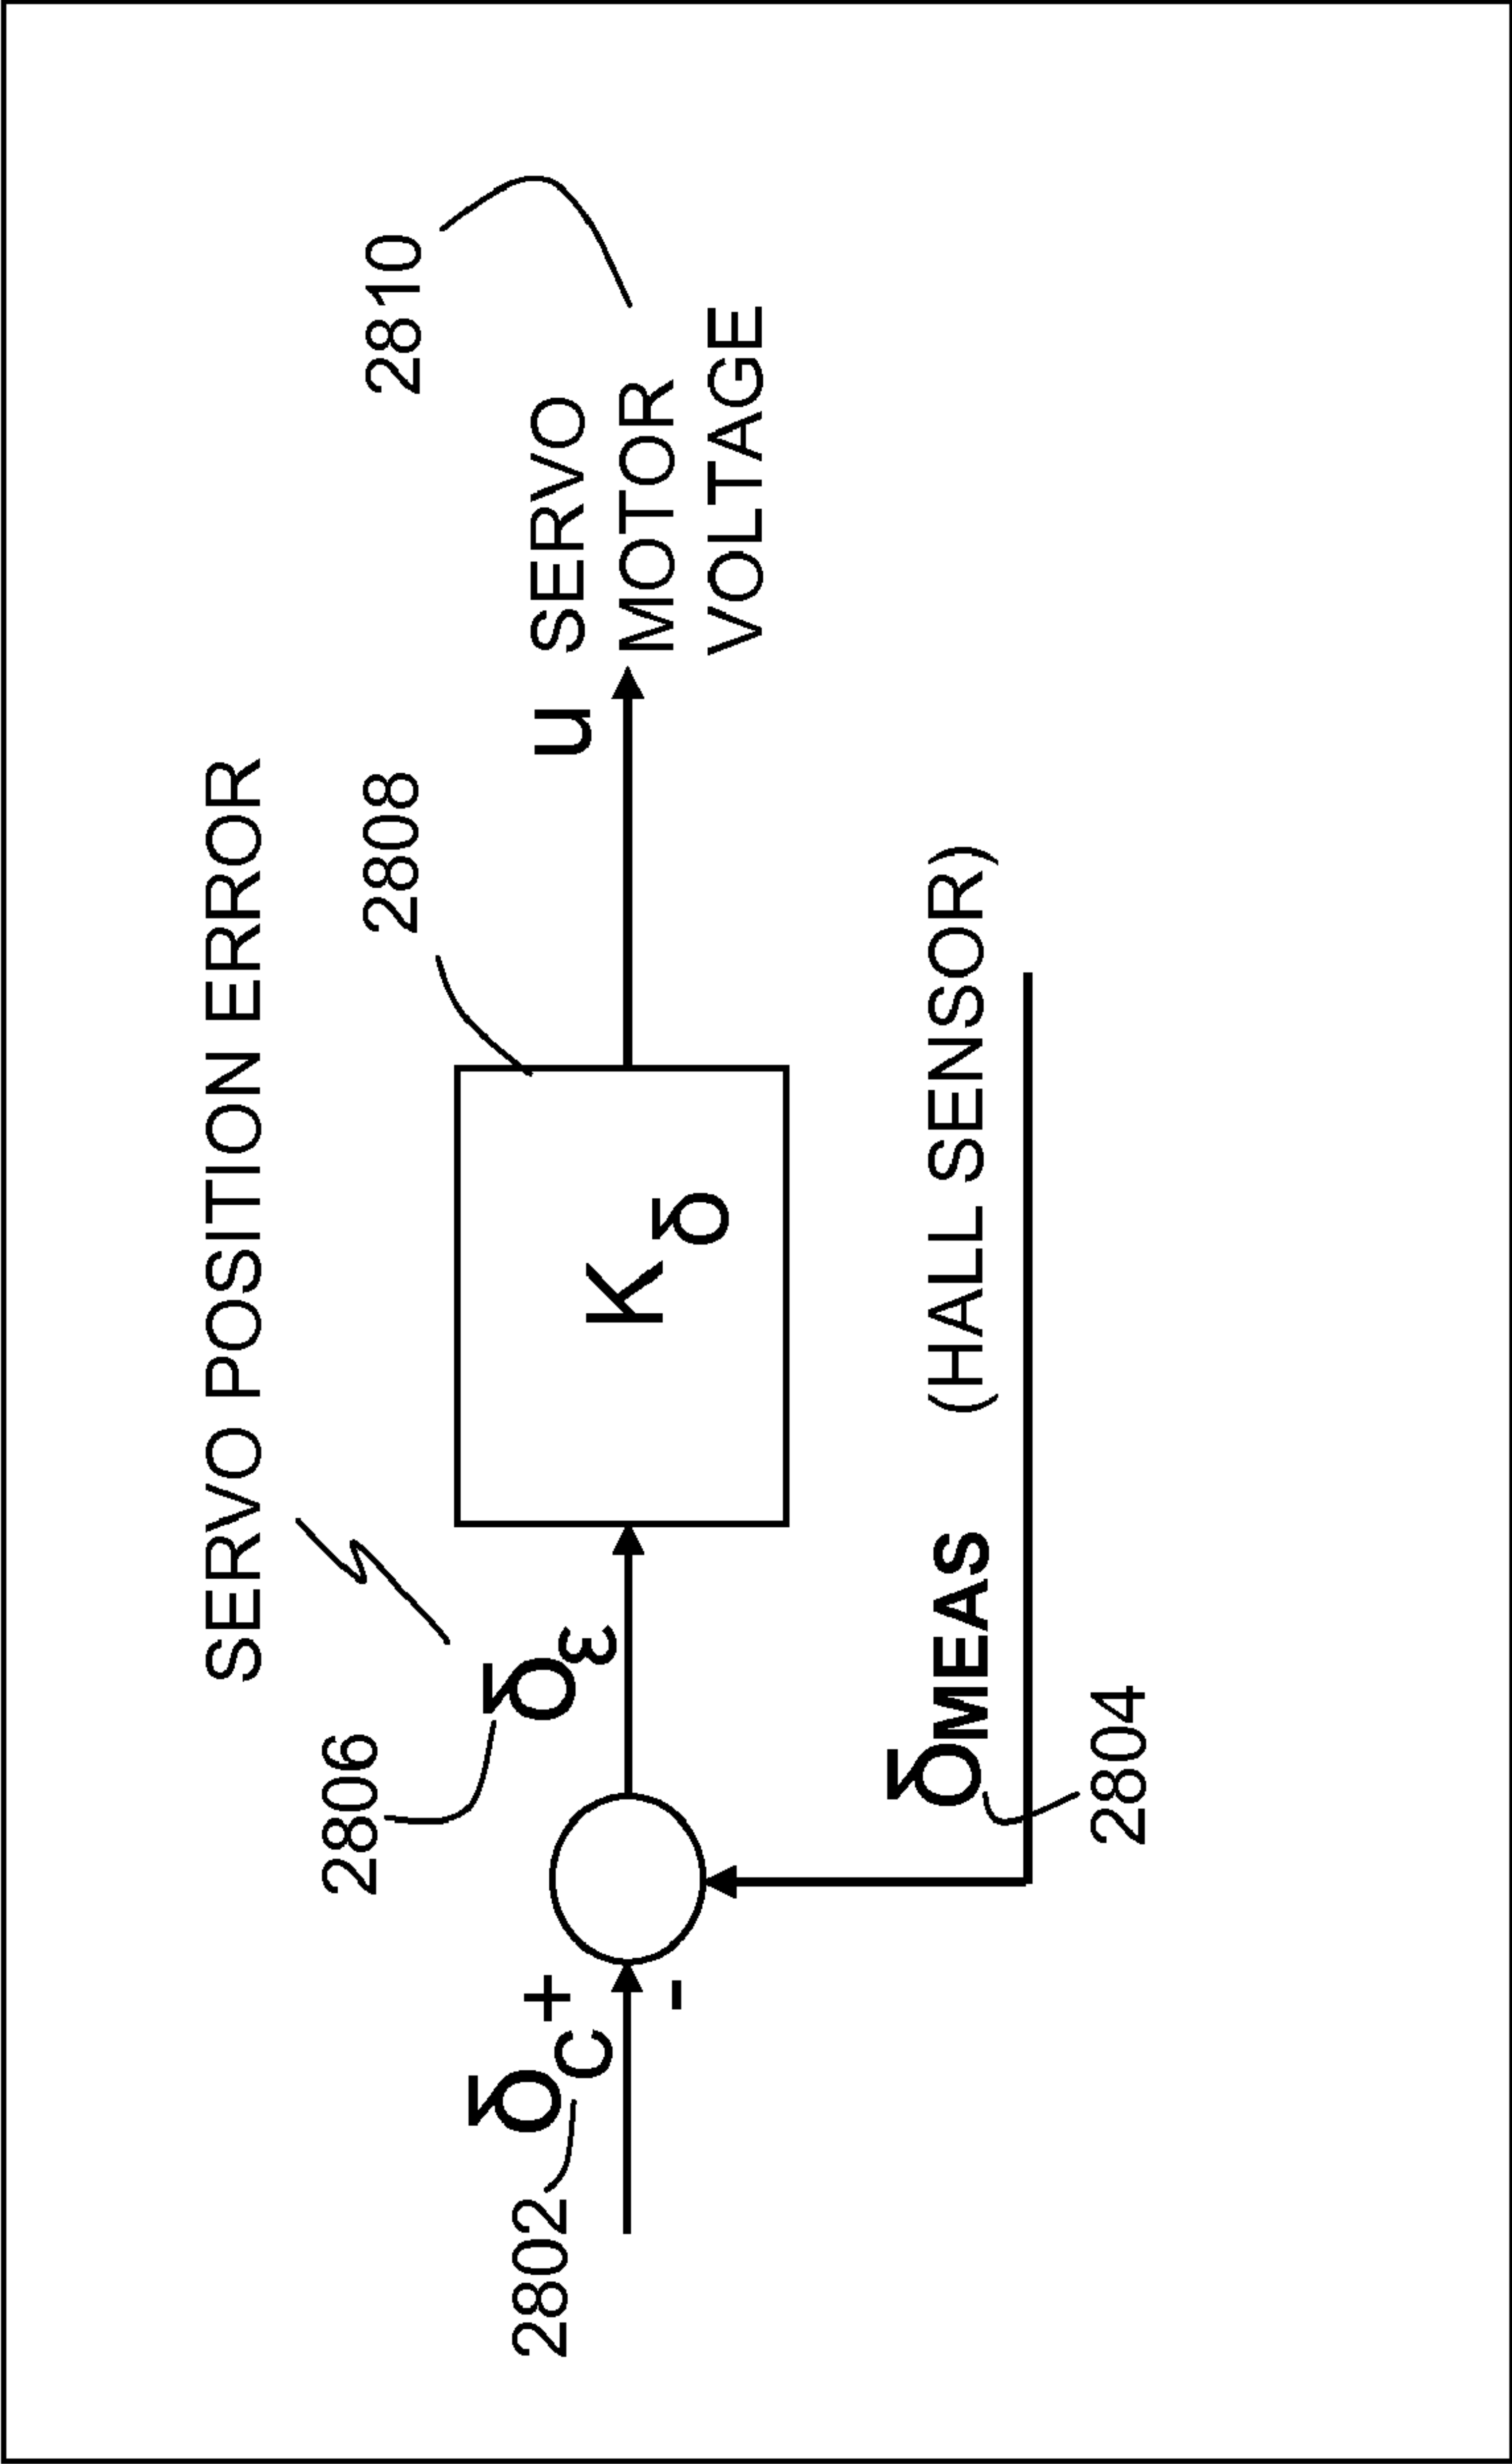 SERVO POSITION ERROR
2806
2808
2810
δε
δC
+
2802
-
Kδ
u
SERVO
MOTOR
VOLTAGE
δMEAS
(HALL SENSOR)
2804